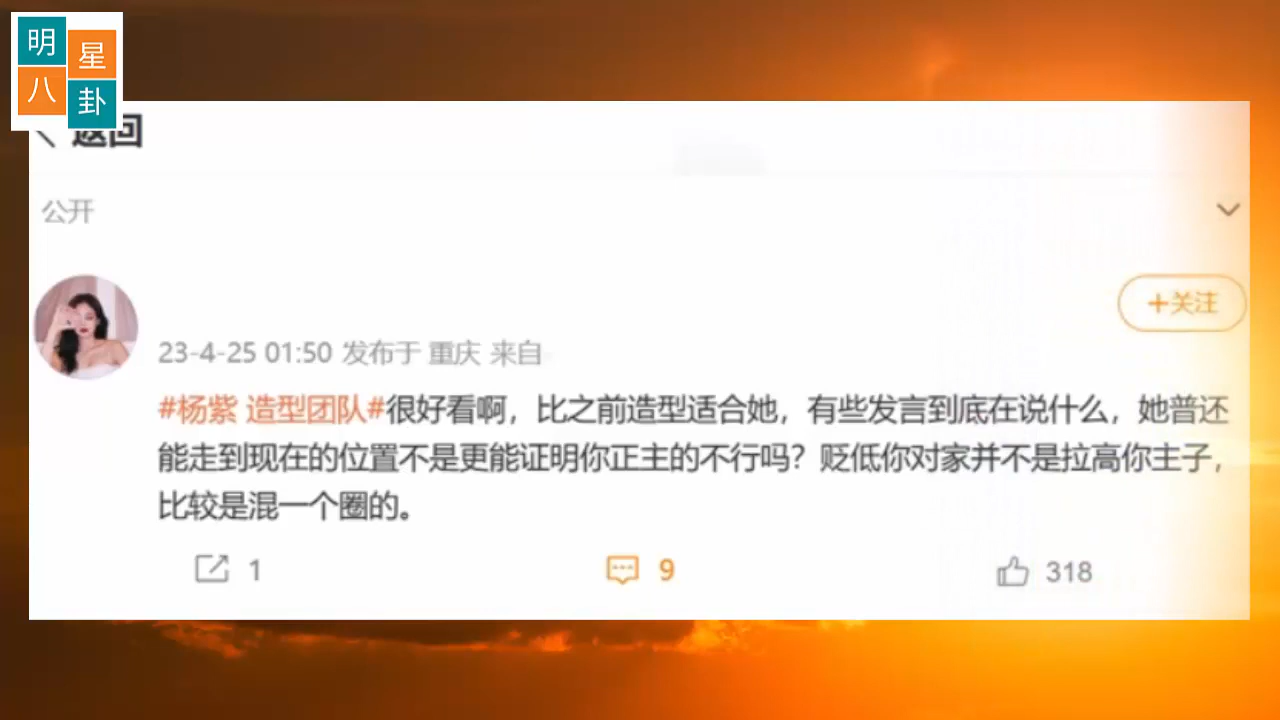 明星
八卦
返回
公开
+关注
23-4-25 01:50 发布于 重庆 来自
#杨紫 造型团队#很好看啊，比之前造型适合她，有些发言到底在说什么，她普还
能走到现在的位置不是更能证明你正主的不行吗？贬低你对家并不是拉高你主子，
比较是混一个圈的。
1
9
318